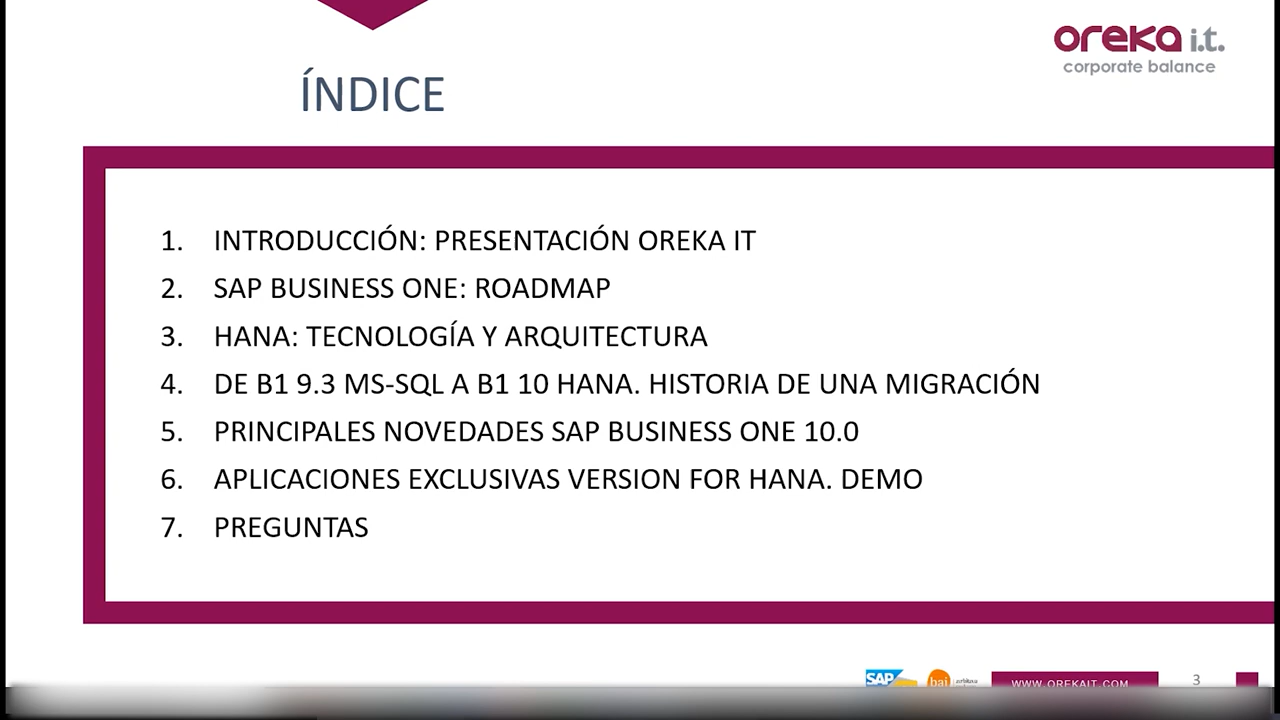 oreka i.t.
corporate balance
ÍNDICE
1. INTRODUCCIÓN: PRESENTACIÓN OREKA IT
2. SAP BUSINESS ONE: ROADMAP
3. HANA: TECNOLOGÍA Y ARQUITECTURA
4. DE B1 9.3 MS-SQL A B1 10 HANA. HISTORIA DE UNA MIGRACIÓN
5. PRINCIPALES NOVEDADES SAP BUSINESS ONE 10.0
6. APLICACIONES EXCLUSIVAS VERSION FOR HANA. DEMO
7. PREGUNTAS
SAP bai WWW.OREKAIT.COM 3